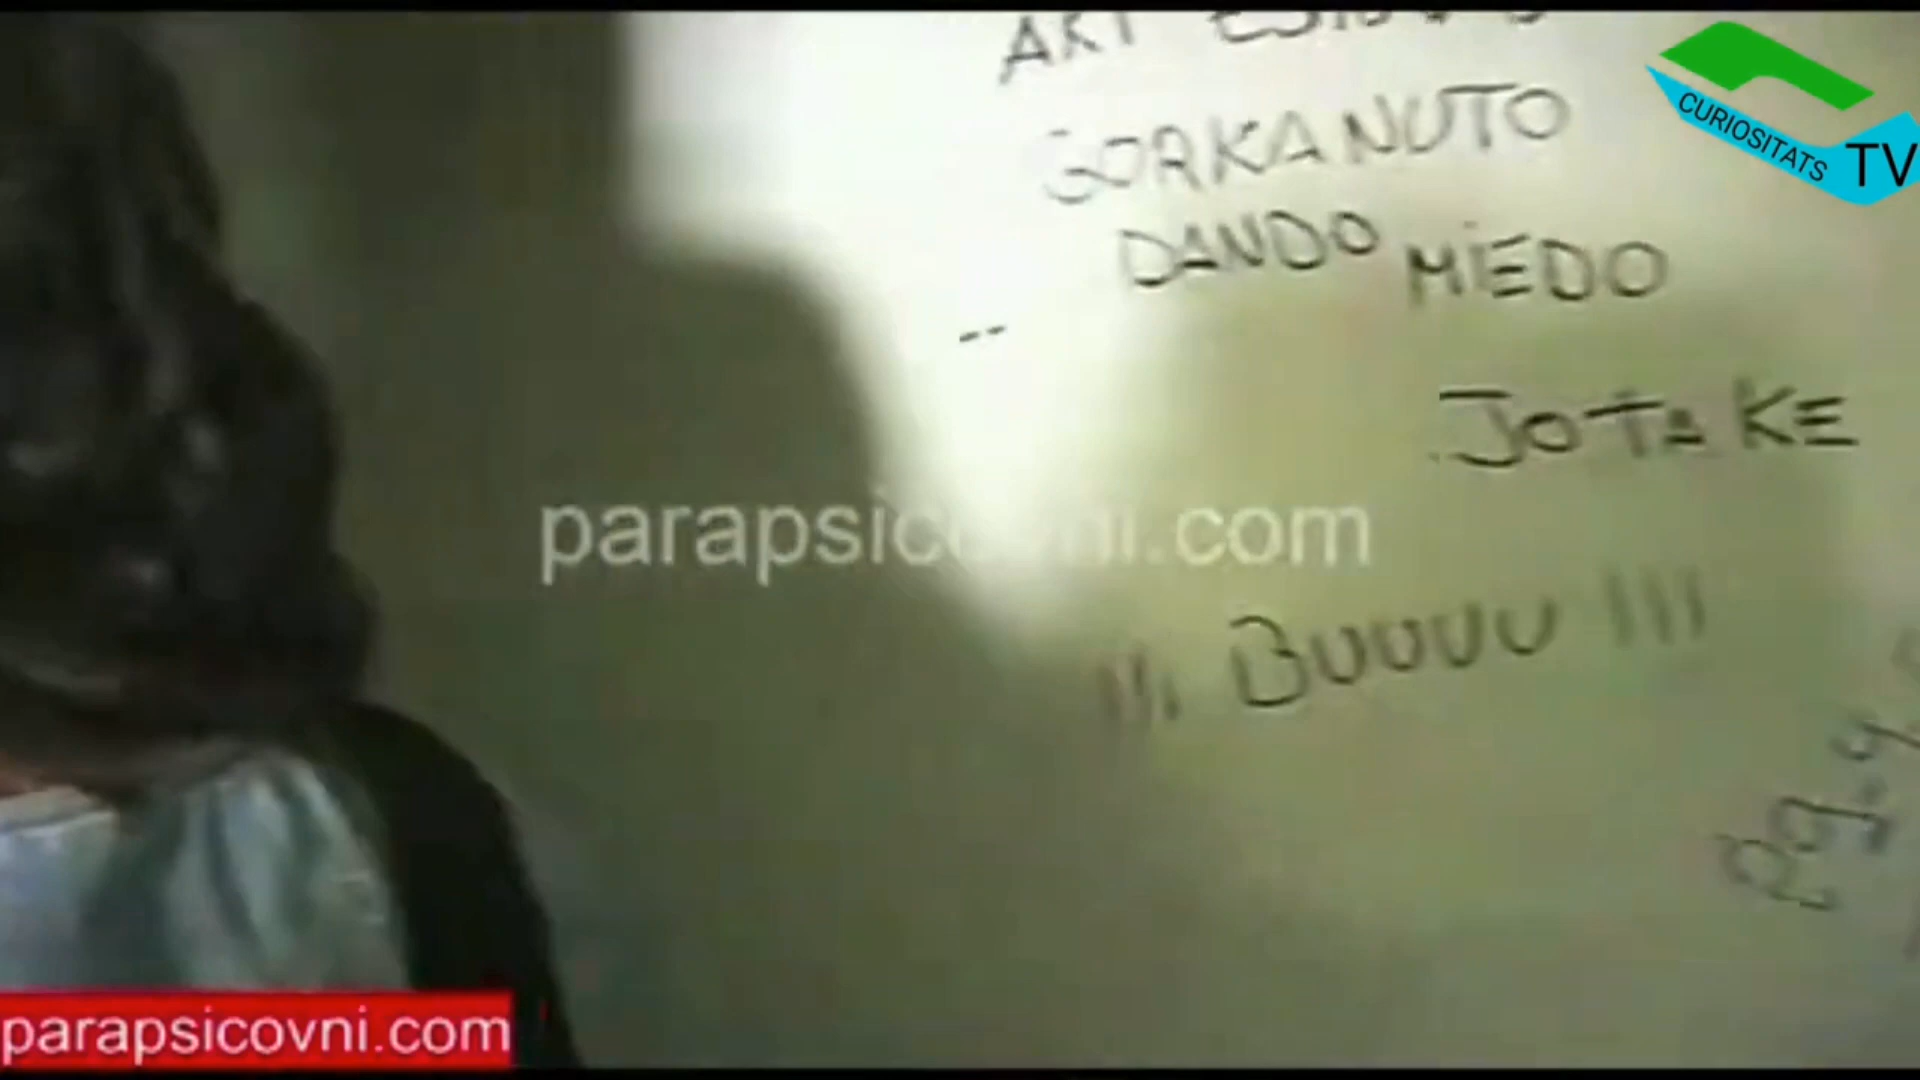 GORKANUTO
DANDO MIEDO
JOTAKE
¡¡¡ BUUUU !!!
CURIOSITATS TV
parapsicovni.com
parapsicovni.com